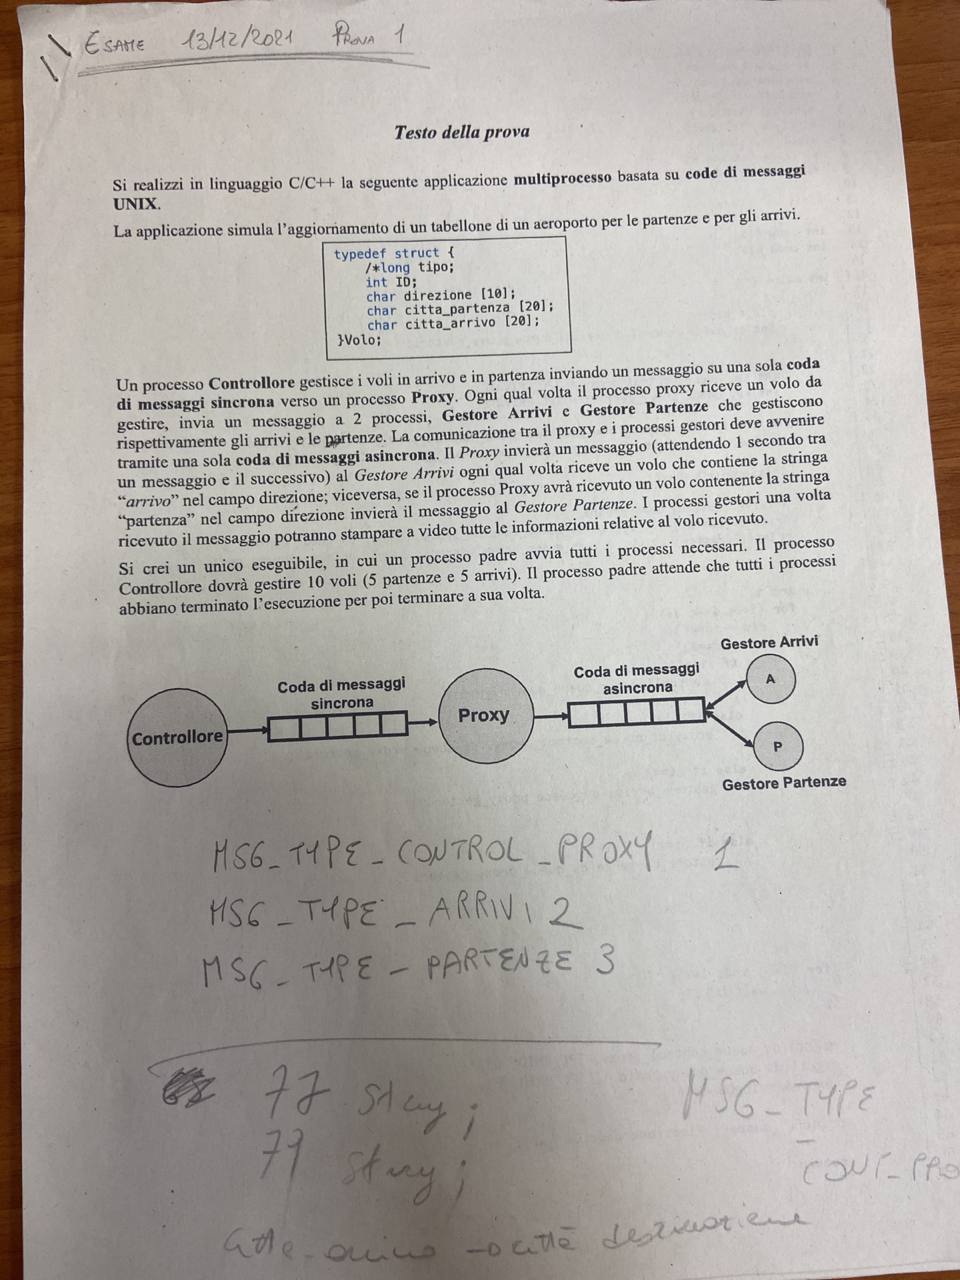 ESAME 13/12/2021 PROVA 1
Testo della prova
Si realizzi in linguaggio C/C++ la seguente applicazione multiprocesso basata su code di messaggi
UNIX.
La applicazione simula l'aggiornamento di un tabellone di un aeroporto per le partenze e per gli arrivi.
typedef struct {
/*long tipo;
int ID;
char direzione [10];
char citta_partenza [20];
char citta_arrivo [20];
}Volo;
Un processo Controllore gestisce i voli in arrivo e in partenza inviando un messaggio su una sola coda
di messaggi sincrona verso un processo Proxy. Ogni qual volta il processo proxy riceve un volo da
gestire, invia un messaggio a 2 processi, Gestore Arrivi e Gestore Partenze che gestiscono
rispettivamente gli arrivi e le partenze. La comunicazione tra il proxy e i processi gestori deve avvenire
tramite una sola coda di messaggi asincrona. Il Proxy invierà un messaggio (attendendo 1 secondo tra
un messaggio e il successivo) al Gestore Arrivi ogni qual volta riceve un volo che contiene la stringa
“arrivo” nel campo direzione; viceversa, se il processo Proxy avrà ricevuto un volo contenente la stringa
“partenza” nel campo direzione invierà il messaggio al Gestore Partenze. I processi gestori una volta
ricevuto il messaggio potranno stampare a video tutte le informazioni relative al volo ricevuto.
Si crei un unico eseguibile, in cui un processo padre avvia tutti i processi necessari. Il processo
Controllore dovrà gestire 10 voli (5 partenze e 5 arrivi). Il processo padre attende che tutti i processi
abbiano terminato l'esecuzione per poi terminare a sua volta.
Gestore Arrivi
Coda di messaggi
sincrona
Coda di messaggi
asincrona
A
Controllore
Proxy
P
Gestore Partenze
MSG_TYPE_CONTROL_PROXY 1
MSG_TYPE_ARRIVI 2
MSG_TYPE_PARTENZE 3
77
MSG_TYPE
_
79
CONT_PRO
città